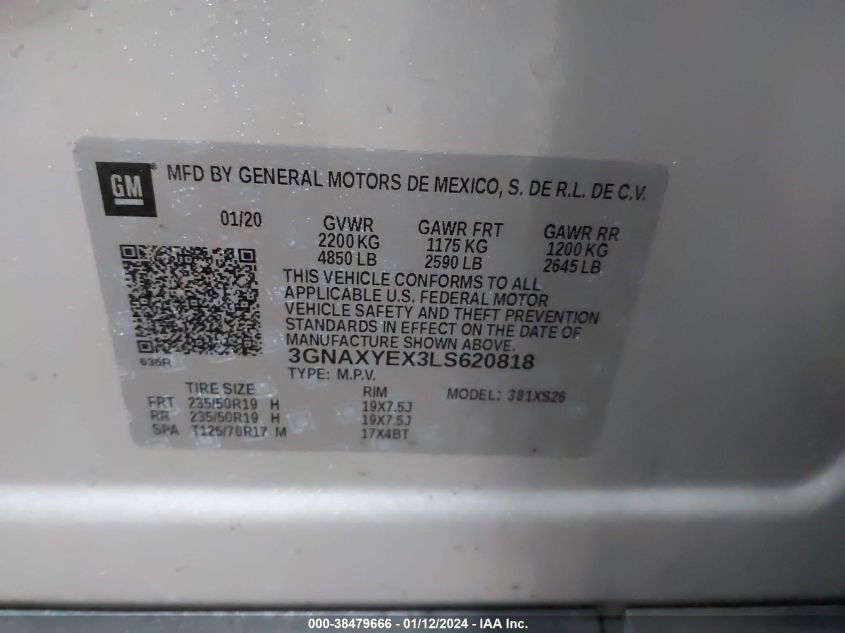 GM
®
MFD BY GENERAL MOTORS DE MEXICO, S. DE R.L. DE C.V.
01/20 GVWR GAWR FRT GAWR RR
2200 KG 1175 KG 1200 KG
4850 LB 2590 LB 2645 LB
THIS VEHICLE CONFORMS TO ALL
APPLICABLE U.S. FEDERAL MOTOR
VEHICLE SAFETY AND THEFT PREVENTION
STANDARDS IN EFFECT ON THE DATE OF
MANUFACTURE SHOWN ABOVE.
3GNAXYEX3LS620818
TYPE: M.P.V.
TIRE SIZE RIM MODEL: 381XS26
FRT 235/50R19 H 19X7.5J
RR 235/50R19 H 19X7.5J
SPA T125/70R17 M 17X4BT
000-38479666 - 01/12/2024 - IAA Inc.